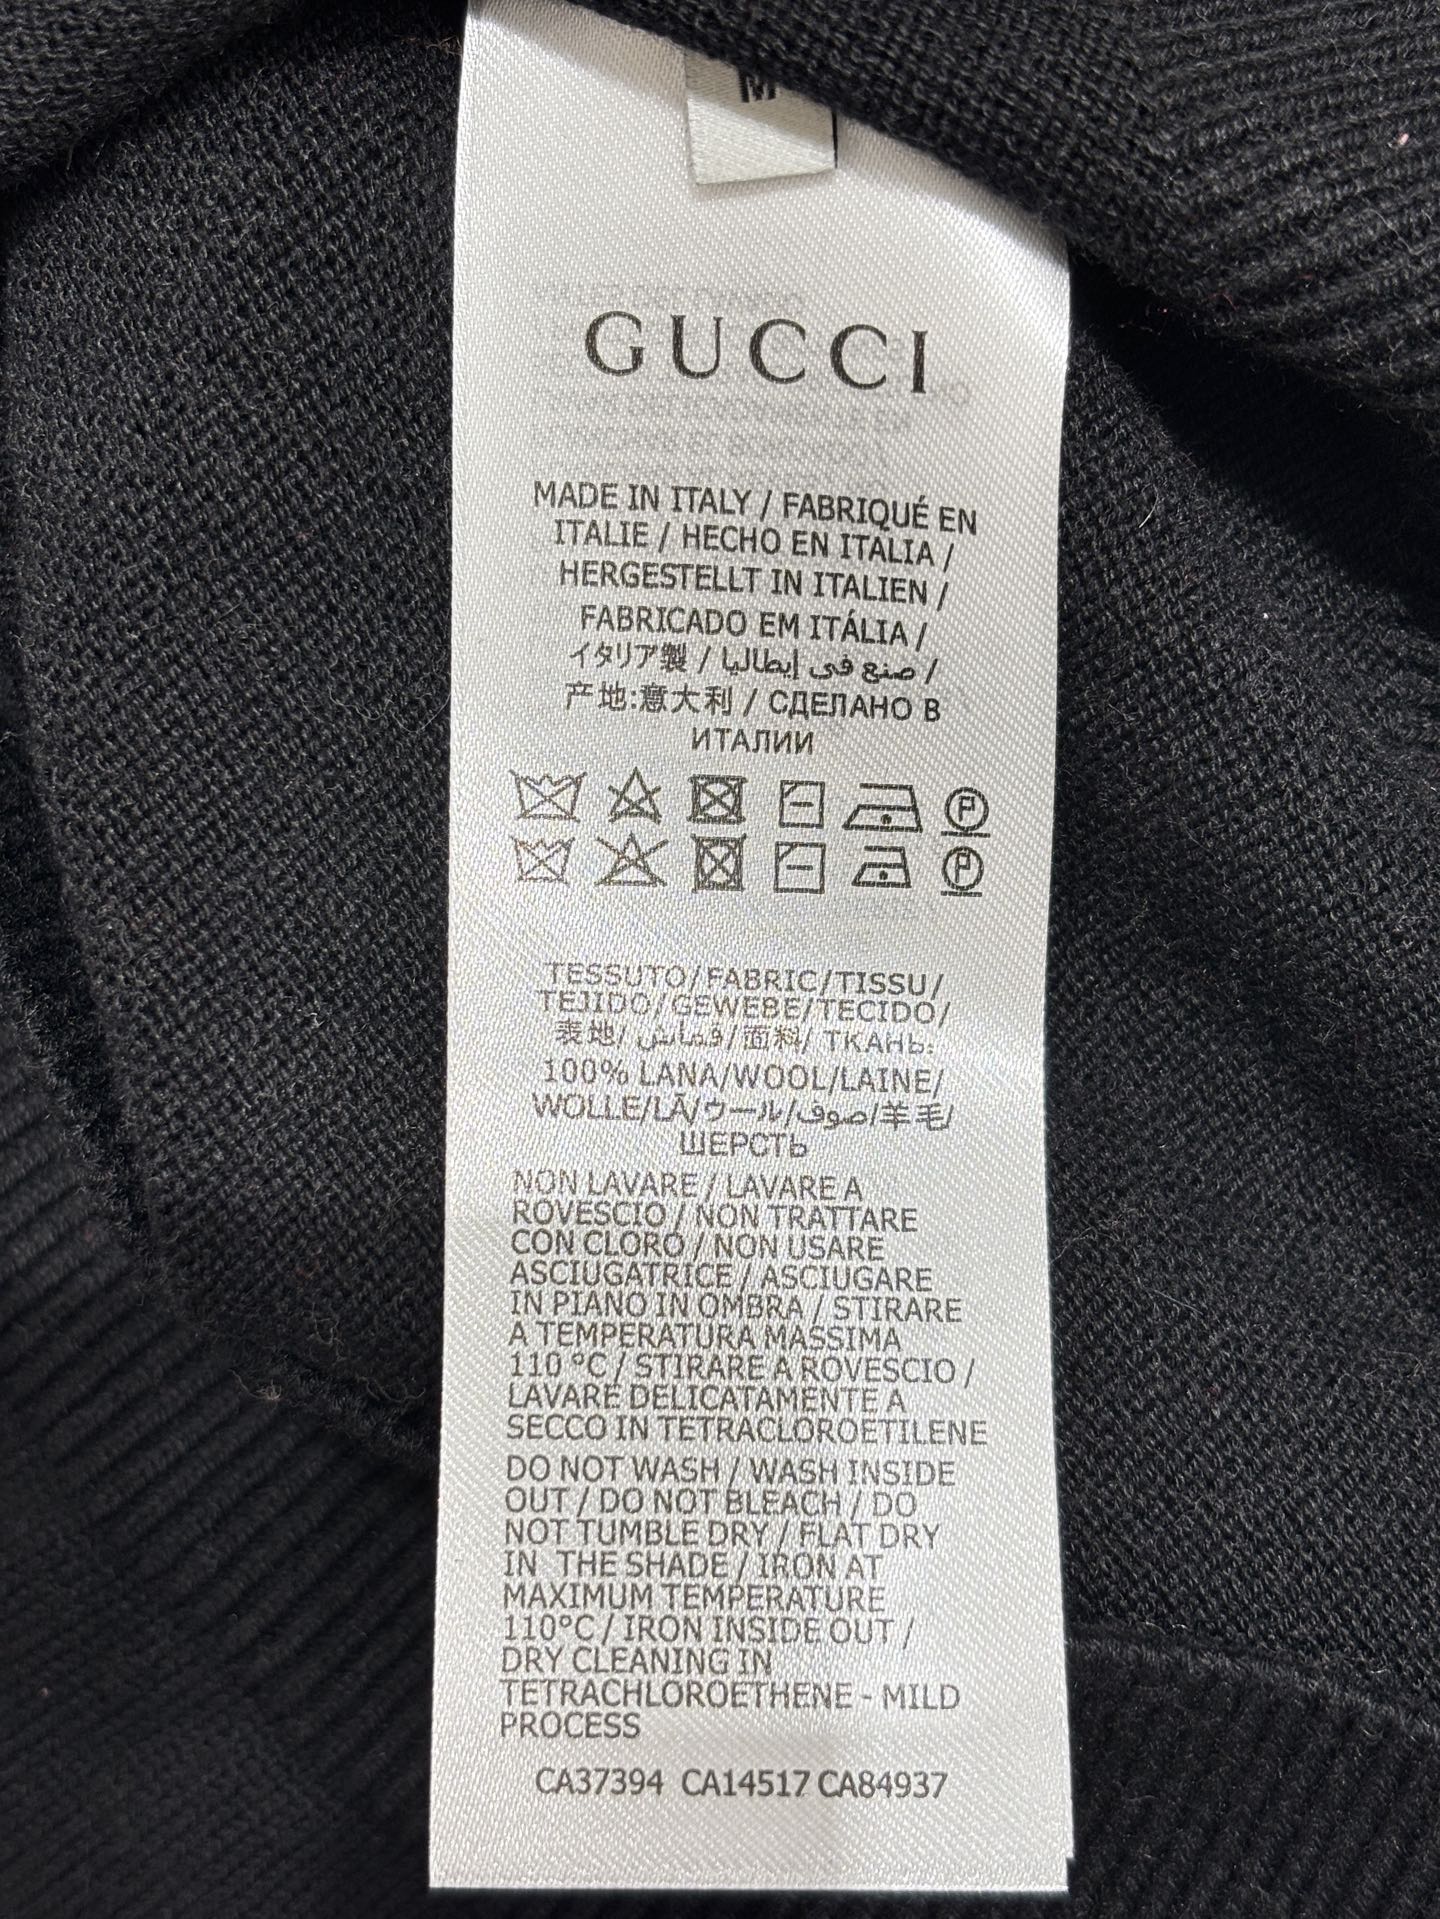 M
GUCCI
MADE IN ITALY / FABRIQUÉ EN
ITALIE / HECHO EN ITALIA /
HERGESTELLT IN ITALIEN /
FABRICADO EM ITÁLIA /
イタリア製 / صنع في إيطاليا /
产地:意大利 / СДЕЛАНО В
ИТАЛИИ
P
P
TESSUTO/FABRIC/TISSU/
TEJIDO/GEWEBE/TECIDO/
表地/ قماش/面料/ ТКАНЬ:
100% LANA/WOOL/LAINE/
WOLLE/LÃ/ウール/صوف/羊毛/
ШЕРСТЬ
NON LAVARE / LAVARE A
ROVESCIO / NON TRATTARE
CON CLORO / NON USARE
ASCIUGATRICE / ASCIUGARE
IN PIANO IN OMBRA / STIRARE
A TEMPERATURA MASSIMA
110 °C / STIRARE A ROVESCIO /
LAVARE DELICATAMENTE A
SECCO IN TETRACLOROETILENE
DO NOT WASH / WASH INSIDE
OUT / DO NOT BLEACH / DO
NOT TUMBLE DRY / FLAT DRY
IN THE SHADE / IRON AT
MAXIMUM TEMPERATURE
110°C / IRON INSIDE OUT /
DRY CLEANING IN
TETRACHLOROETHENE - MILD
PROCESS
CA37394 CA14517 CA84937